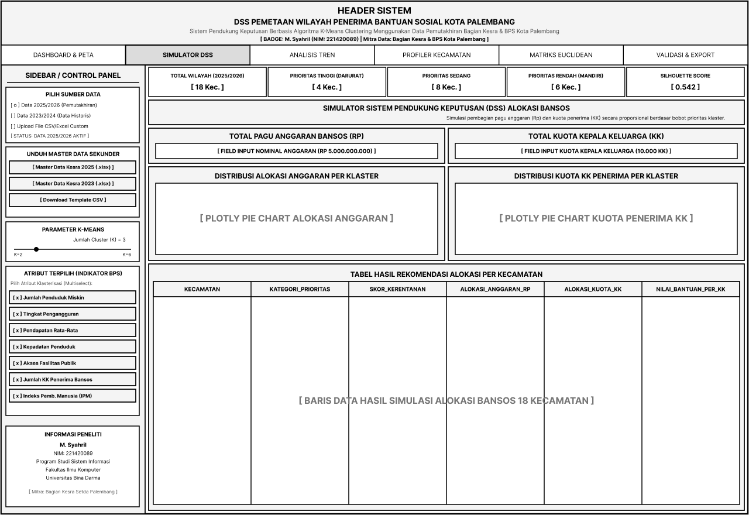 HEADER SISTEM
DSS PEMETAAN WILAYAH PENERIMA BANTUAN SOSIAL KOTA PALEMBANG
Sistem Pendukung Keputusan Berbasis Algoritma K-Means Clustering Menggunakan Data Pemutakhiran Bagian Kesra & BPS Kota Palembang
[ BADGE: M. Syahril (NIM: 221420089) | Mitra Data: Bagian Kesra & BPS Kota Palembang ]
DASHBOARD & PETA
SIMULATOR DSS
ANALISIS TREN
PROFILER KECAMATAN
MATRIKS EUCLIDEAN
VALIDASI & EXPORT
SIDEBAR / CONTROL PANEL
PILIH SUMBER DATA
[ o ] Data 2025/2026 (Pemutakhiran)
[ ] Data 2023/2024 (Data Historis)
[ ] Upload File CSV/Excel Custom
[ STATUS: DATA 2025/2026 AKTIF ]
UNDUH MASTER DATA SEKUNDER
[ Master Data Kesra 2025 (.xlsx) ]
[ Master Data Kesra 2023 (.xlsx) ]
[ Download Template CSV ]
PARAMETER K-MEANS
Jumlah Cluster (K) = 3
K=2
K=6
ATRIBUT TERPILIH (INDIKATOR BPS)
Pilih Atribut Klasterisasi (Multiselect):
[ x ] Jumlah Penduduk Miskin
[ x ] Tingkat Pengangguran
[ x ] Pendapatan Rata-Rata
[ x ] Kepadatan Penduduk
[ x ] Akses Fasilitas Publik
[ x ] Jumlah KK Penerima Bansos
[ x ] Indeks Pemb. Manusia (IPM)
INFORMASI PENELITI
M. Syahril
NIM: 221420089
Program Studi Sistem Informasi
Fakultas Ilmu Komputer
Universitas Bina Darma
[ Mitra: Bagian Kesra Setda Palembang ]
TOTAL WILAYAH (2025/2026)
[ 18 Kec. ]
PRIORITAS TINGGI (DARURAT)
[ 4 Kec. ]
PRIORITAS SEDANG
[ 8 Kec. ]
PRIORITAS RENDAH (MANDIRI)
[ 6 Kec. ]
SILHOUETTE SCORE
[ 0.542 ]
SIMULATOR SISTEM PENDUKUNG KEPUTUSAN (DSS) ALOKASI BANSOS
Simulasi pembagian pagu anggaran (Rp) dan kuota penerima (KK) secara proporsional berdasar bobot prioritas klaster.
TOTAL PAGU ANGGARAN BANSOS (RP)
[ FIELD INPUT NOMINAL ANGGARAN (RP 5.000.000.000) ]
TOTAL KUOTA KEPALA KELUARGA (KK)
[ FIELD INPUT KUOTA KEPALA KELUARGA (10.000 KK) ]
DISTRIBUSI ALOKASI ANGGARAN PER KLASTER
[ PLOTLY PIE CHART ALOKASI ANGGARAN ]
DISTRIBUSI KUOTA KK PENERIMA PER KLASTER
[ PLOTLY PIE CHART KUOTA PENERIMA KK ]
TABEL HASIL REKOMENDASI ALOKASI PER KECAMATAN
KECAMATAN
KATEGORI_PRIORITAS
SKOR_KERENTANAN
ALOKASI_ANGGARAN_RP
ALOKASI_KUOTA_KK
NILAI_BANTUAN_PER_KK
[ BARIS DATA HASIL SIMULASI ALOKASI BANSOS 18 KECAMATAN ]